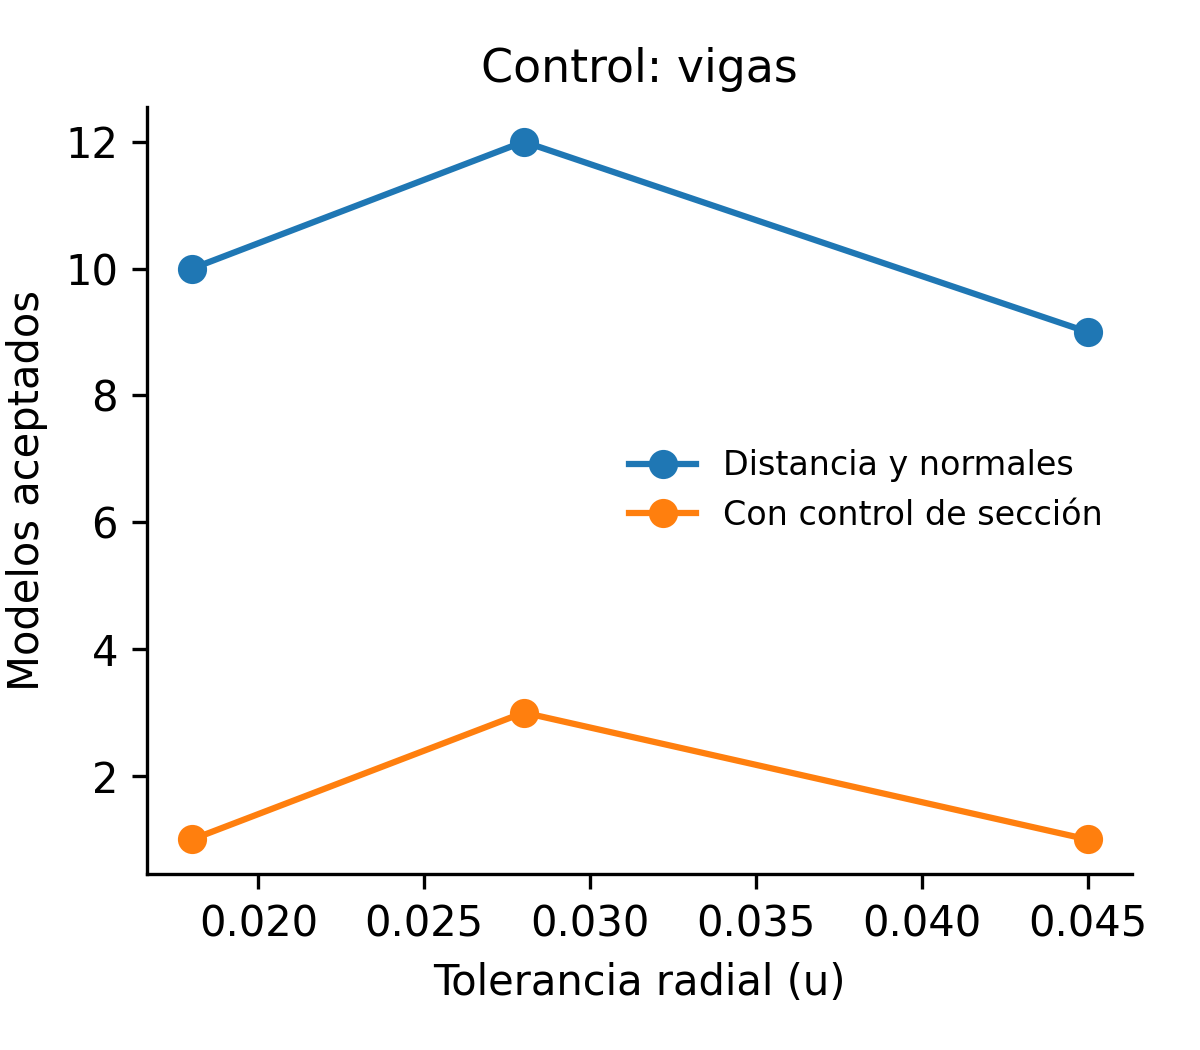 Control: vigas
12
10
8
6
4
2
Modelos aceptados
Distancia y normales
Con control de sección
0.020 0.025 0.030 0.035 0.040 0.045
Tolerancia radial (u)